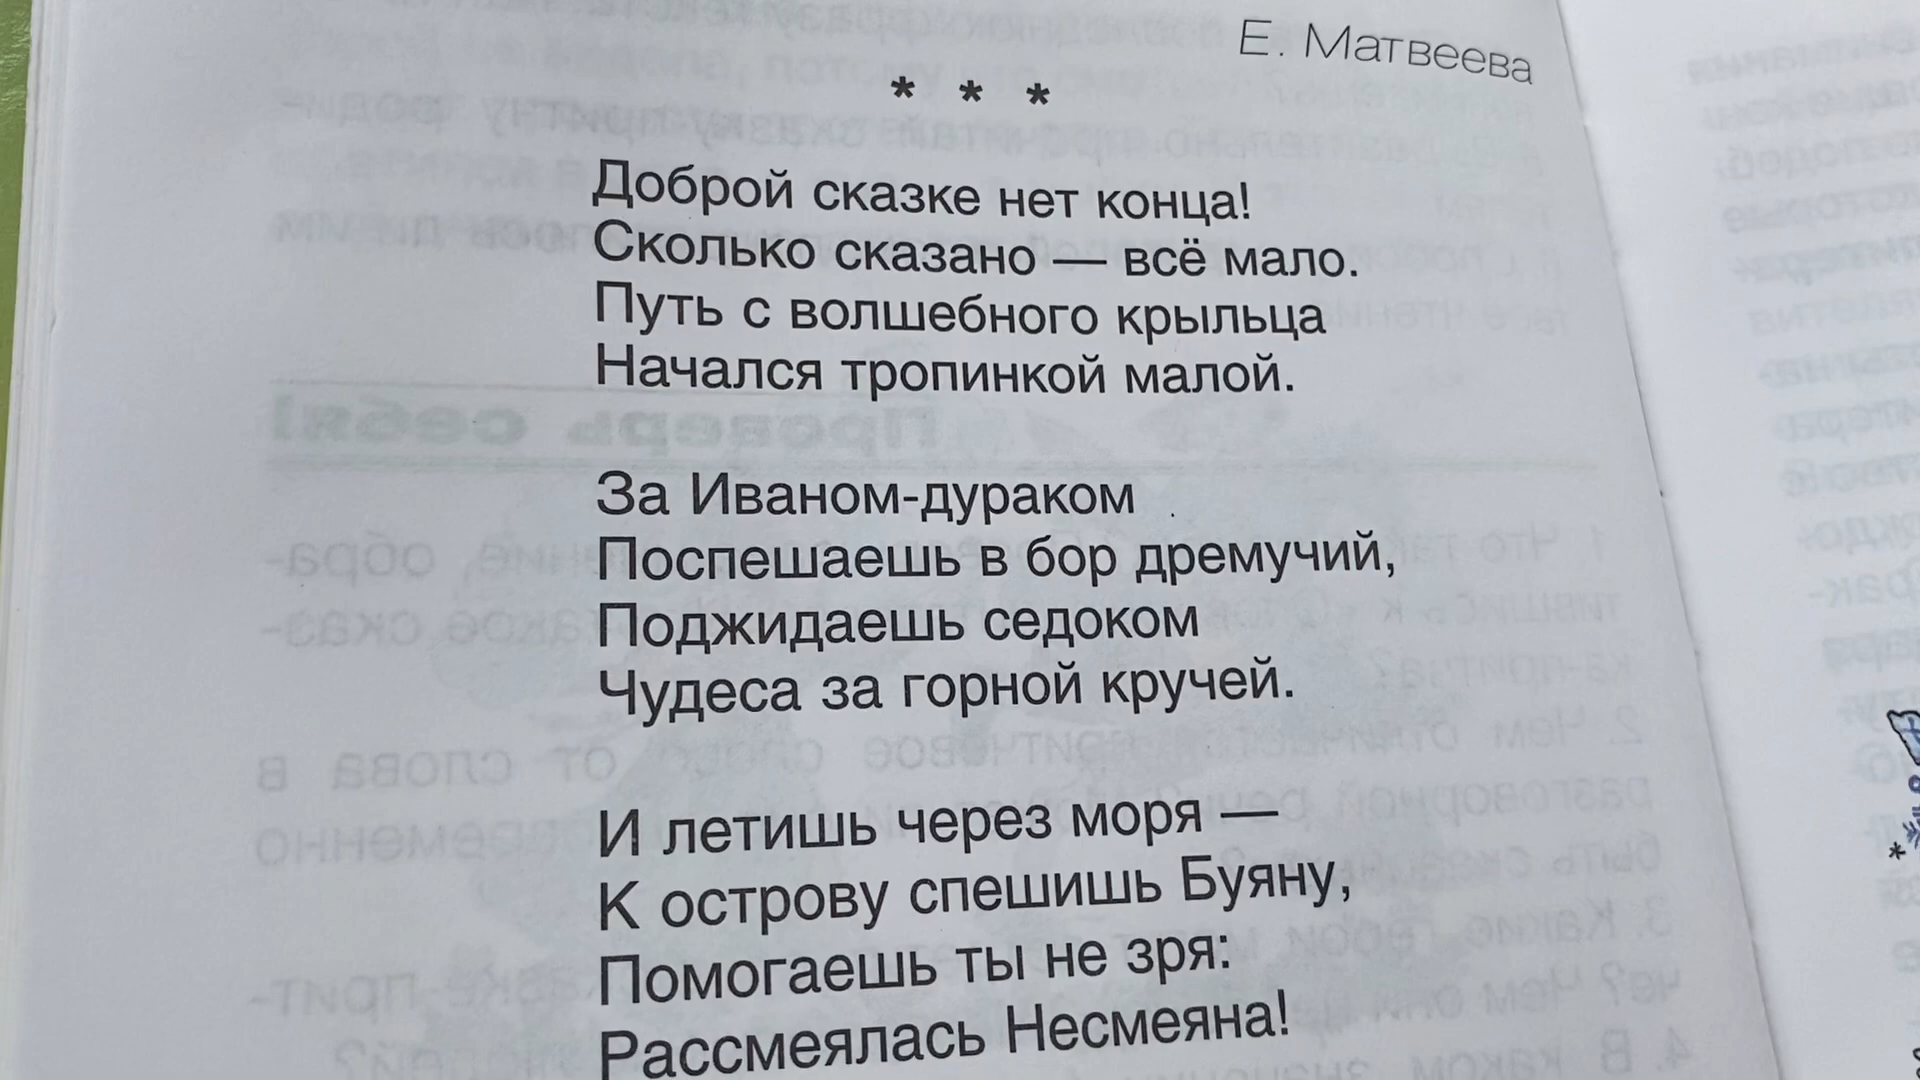 Е. Матвеева
* * *
Доброй сказке нет конца!
Сколько сказано — всё мало.
Путь с волшебного крыльца
Начался тропинкой малой.
За Иваном-дураком
Поспешаешь в бор дремучий,
Поджидаешь седоком
Чудеса за горной кручей.
И летишь через моря —
К острову спешишь Буяну,
Помогаешь ты не зря:
Рассмеялась Несмеяна!